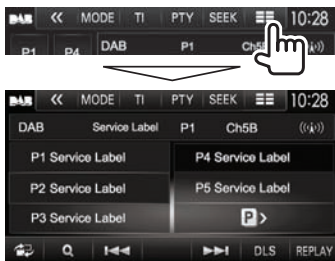 DAB MODE TI PTY SEEK 10:28
P1 P4 DAB P1
DAB MODE TI PTY SEEK 10:28
DAB Service Label P1 Ch5B
P1 Service Label P4 Service Label
P2 Service Label P5 Service Label
P3 Service Label P
DLS REPLAY